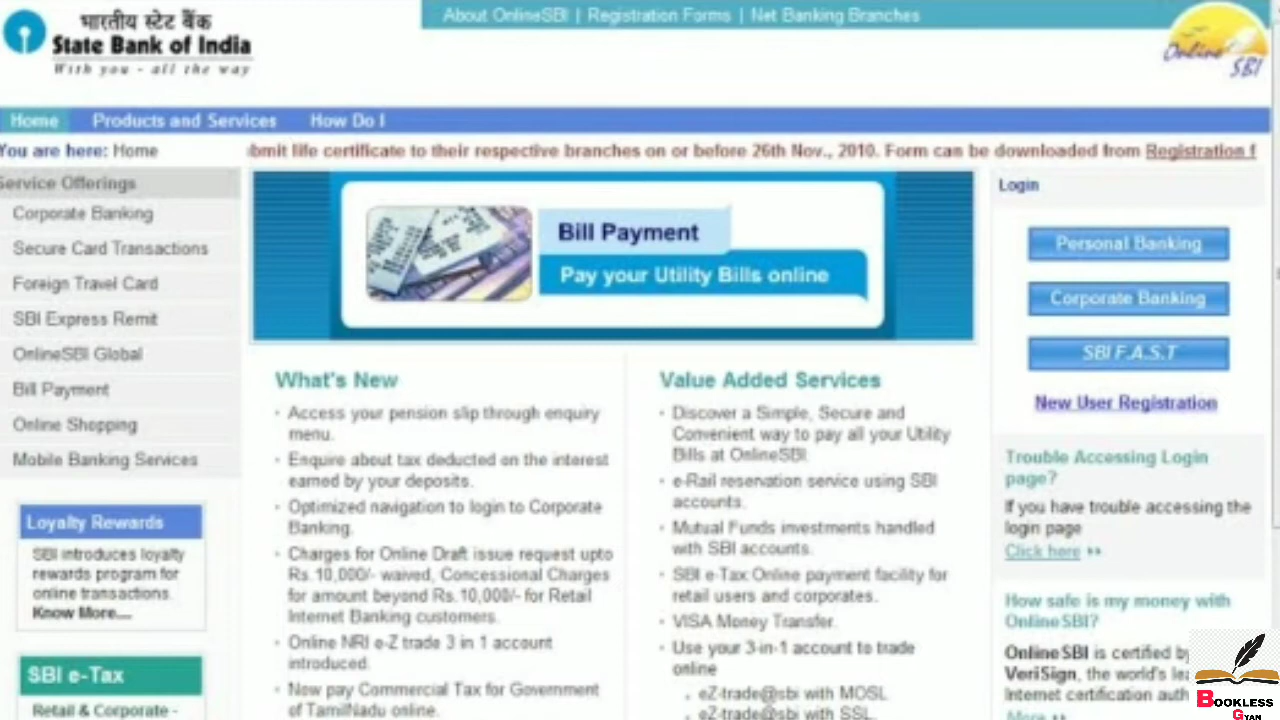 भारतीय स्टेट बैंक
State Bank of India
With you - all the way
About OnlineSBI | Registration Forms | Net Banking Branches
Online SBI
Home Products and Services How Do I
You are here: Home
bmit life certificate to their respective branches on or before 26th Nov., 2010. Form can be downloaded from Registration f
Service Offerings
Corporate Banking
Secure Card Transactions
Foreign Travel Card
SBI Express Remit
OnlineSBI Global
Bill Payment
Online Shopping
Mobile Banking Services
Loyalty Rewards
SBI introduces loyalty
rewards program for
online transactions.
Know More....
SBI e-Tax
Retail & Corporate -
Bill Payment
Pay your Utility Bills online
What's New
Access your pension slip through enquiry
menu.
Enquire about tax deducted on the interest
earned by your deposits.
Optimized navigation to login to Corporate
Banking.
Charges for Online Draft issue request upto
Rs.10,000/- waived, Concessional Charges
for amount beyond Rs.10,000/- for Retail
Internet Banking customers.
Online NRI e-Z trade 3 in 1 account
introduced.
Now pay Commercial Tax for Government
of TamilNadu online.
Value Added Services
Discover a Simple, Secure and
Convenient way to pay all your Utility
Bills at OnlineSBI.
e-Rail reservation service using SBI
accounts.
Mutual Funds investments handled
with SBI accounts.
SBI e-Tax Online payment facility for
retail users and corporates.
VISA Money Transfer.
Use your 3-in-1 account to trade
online
eZ-trade@sbi with MOSL
eZ-trade@sbi with SSL
Login
Personal Banking
Corporate Banking
SBI F.A.S.T
New User Registration
Trouble Accessing Login
page?
If you have trouble accessing the
login page
Click here
How safe is my money with
OnlineSBI?
OnlineSBI is certified by
VeriSign, the world's lea
Internet certification auth
More
BOOKLESS
GYAN